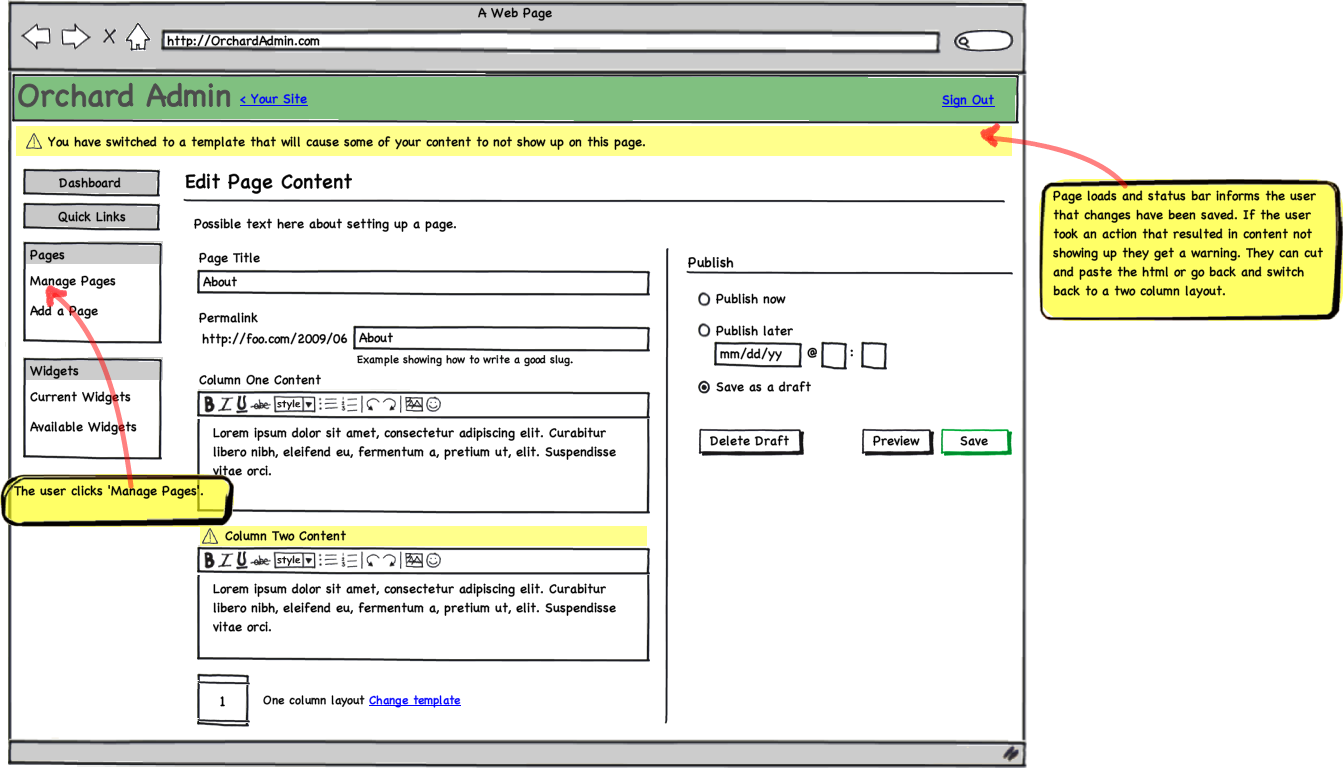 A Web Page
X
http://OrchardAdmin.com
Orchard Admin < Your Site
Sign Out
You have switched to a template that will cause some of your content to not show up on this page.
Dashboard
Quick Links
Pages
Manage Pages
Add a Page
Widgets
Current Widgets
Available Widgets
The user clicks 'Manage Pages'.
Edit Page Content
Possible text here about setting up a page.
Page Title
About
Permalink
http://foo.com/2009/06 About
Example showing how to write a good slug.
Column One Content
B I U abc style
Lorem ipsum dolor sit amet, consectetur adipiscing elit. Curabitur
libero nibh, eleifend eu, fermentum a, pretium ut, elit. Suspendisse
vitae orci.
Column Two Content
B I U abc style
Lorem ipsum dolor sit amet, consectetur adipiscing elit. Curabitur
libero nibh, eleifend eu, fermentum a, pretium ut, elit. Suspendisse
vitae orci.
1
One column layout Change template
Publish
Publish now
Publish later
mm/dd/yy @ :
Save as a draft
Delete Draft
Preview
Save
Page loads and status bar informs the user
that changes have been saved. If the user
took an action that resulted in content not
showing up they get a warning. They can cut
and paste the html or go back and switch
back to a two column layout.